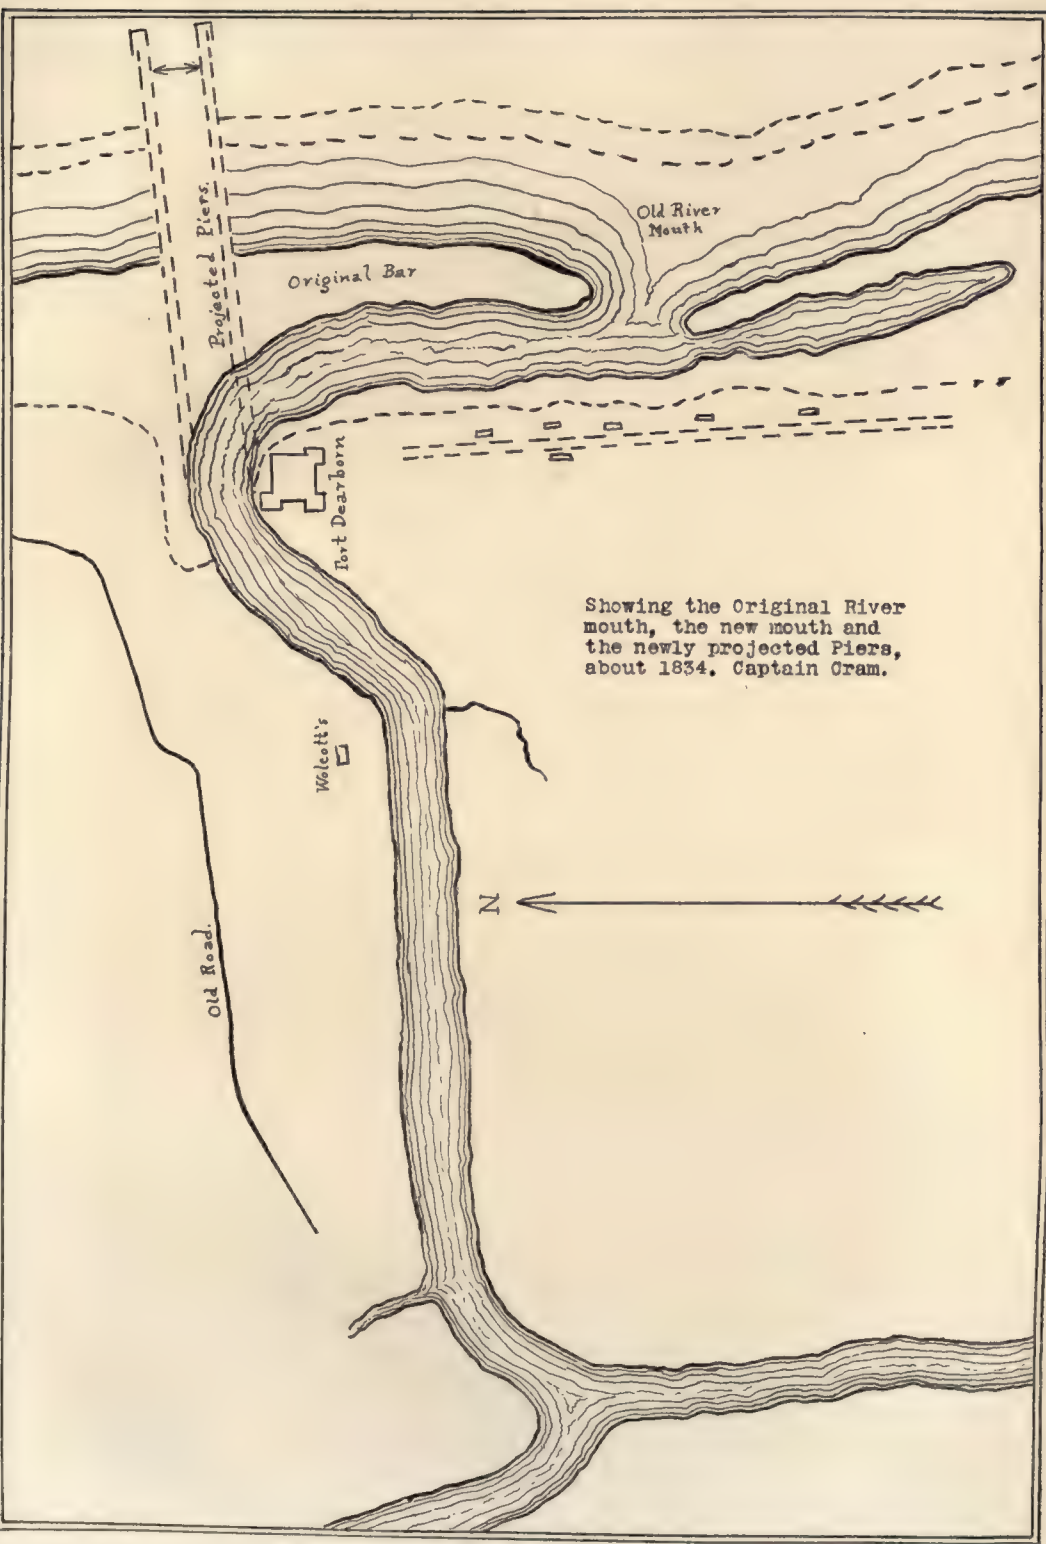 Projected Piers.
Original Bar
Old River
Mouth
Fort Dearborn
Showing the Original River
mouth, the new mouth and
the newly projected Piers,
about 1834. Captain Cram.
Wolcott's
N
Old Road.